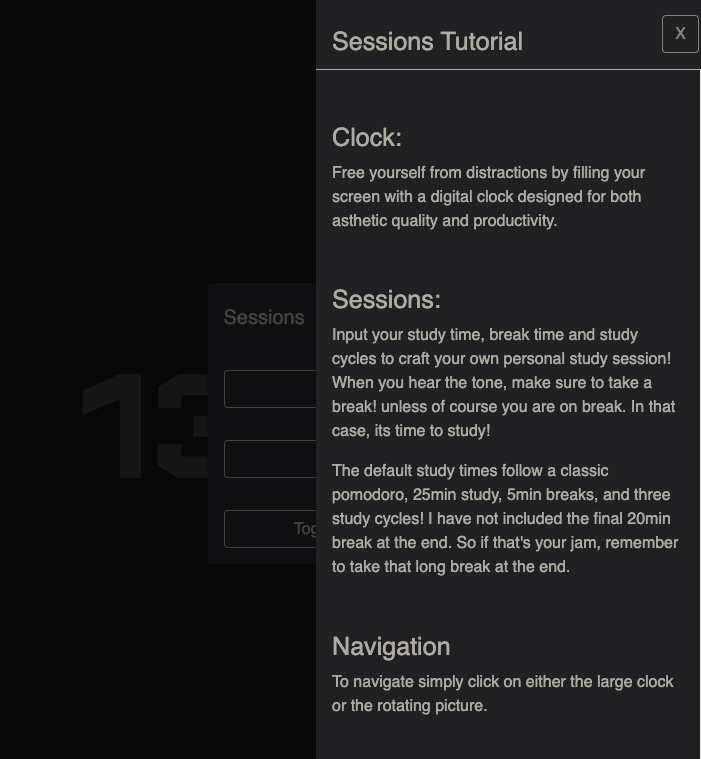 Sessions Tutorial
X
Clock:
Free yourself from distractions by filling your
screen with a digital clock designed for both
asthetic quality and productivity.
Sessions:
Input your study time, break time and study
cycles to craft your own personal study session!
When you hear the tone, make sure to take a
break! unless of course you are on break. In that
case, its time to study!
The default study times follow a classic
pomodoro, 25min study, 5min breaks, and three
study cycles! I have not included the final 20min
break at the end. So if that's your jam, remember
to take that long break at the end.
Navigation
To navigate simply click on either the large clock
or the rotating picture.
Sessions
13
Tog